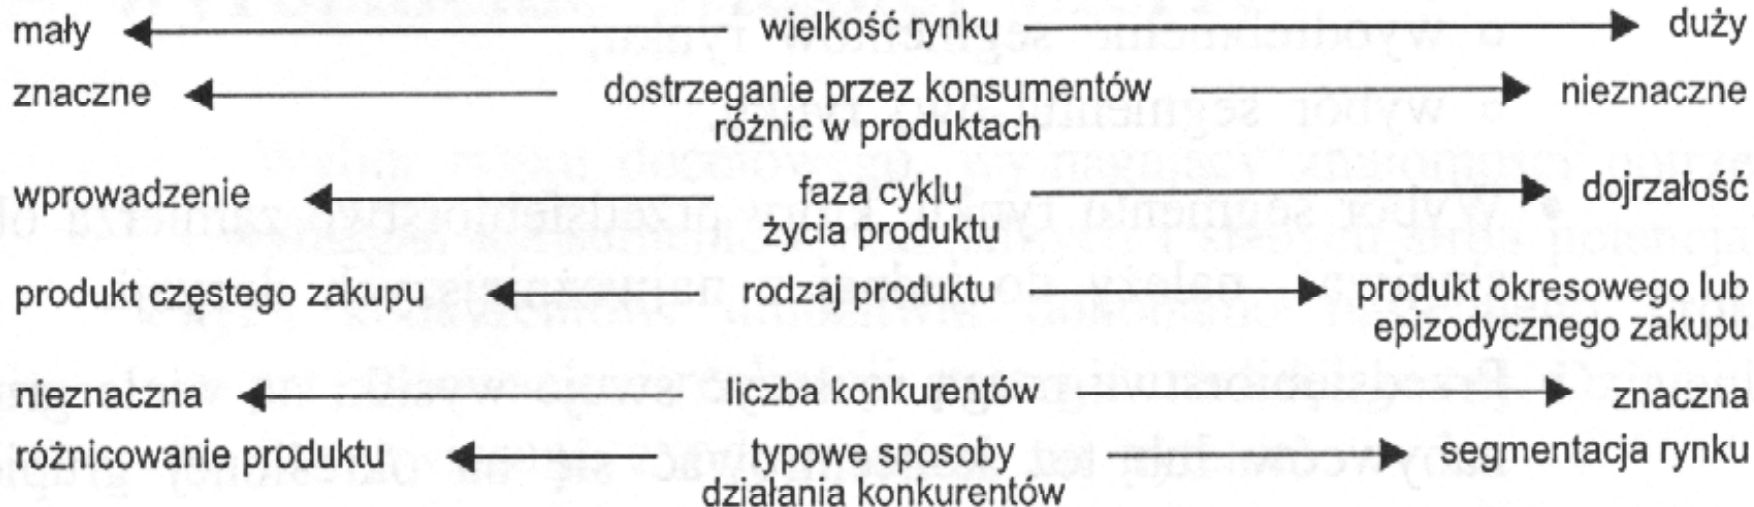 mały wielkość rynku duży
znaczne dostrzeganie przez konsumentów nieznaczne
różnic w produktach
wprowadzenie faza cyklu dojrzałość
życia produktu
produkt częstego zakupu rodzaj produktu produkt okresowego lub
epizodycznego zakupu
nieznaczna liczba konkurentów znaczna
różnicowanie produktu typowe sposoby segmentacja rynku
działania konkurentów